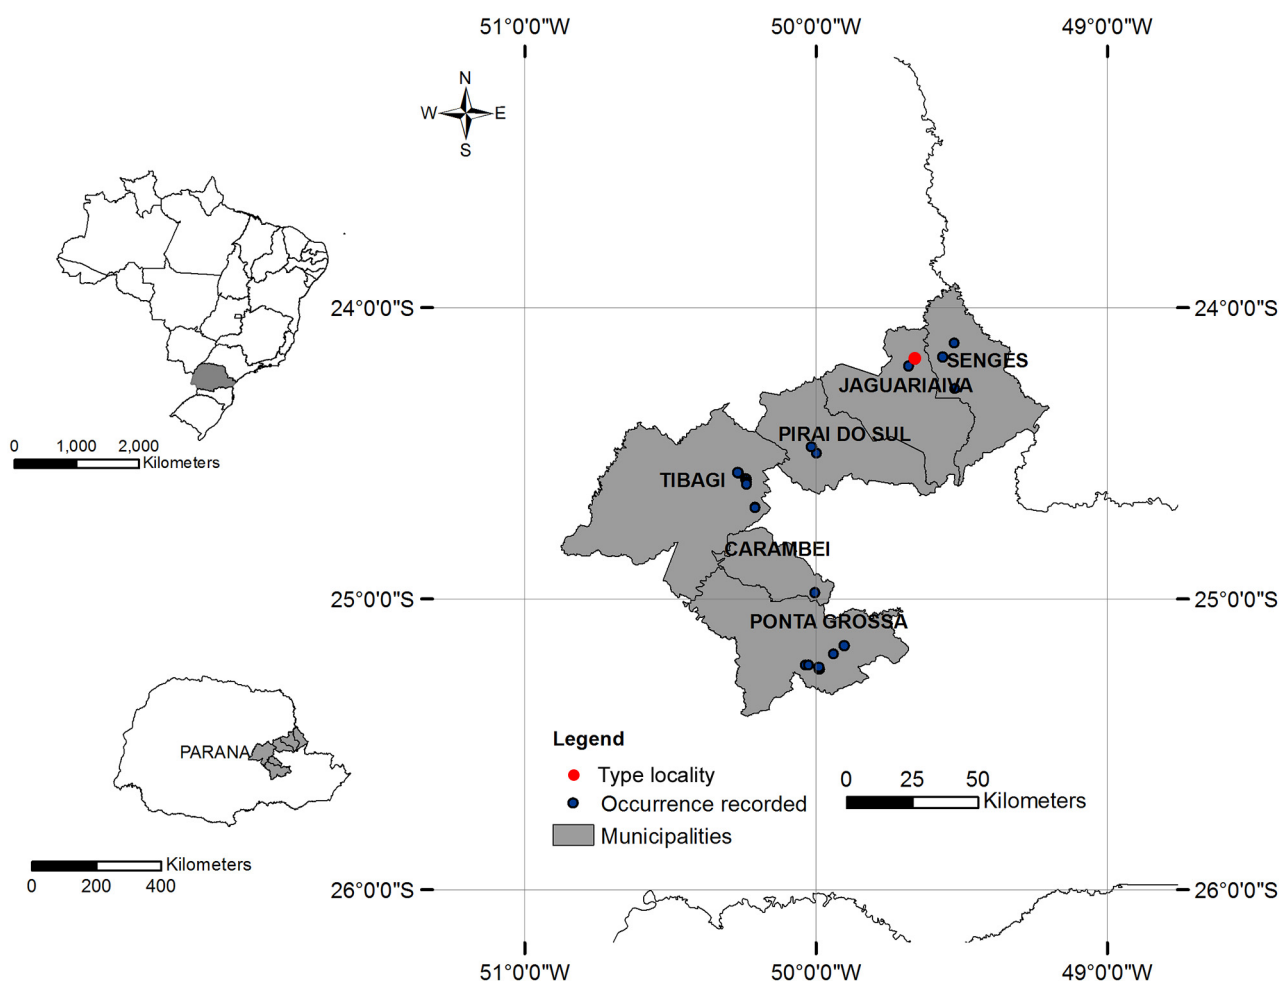 51°0'0"W 50°0'0"W 49°0'0"W
N
W E
S
24°0'0"S 24°0'0"S
SENGES
JAGUARIAIVA
PIRAI DO SUL
0 1,000 2,000
Kilometers
TIBAGI
CARAMBEI
25°0'0"S 25°0'0"S
PONTA GROSSA
PARANA
Legend
Type locality
Occurrence recorded
Municipalities
0 25 50
Kilometers
Kilometers
0 200 400
26°0'0"S 26°0'0"S
51°0'0"W 50°0'0"W 49°0'0"W